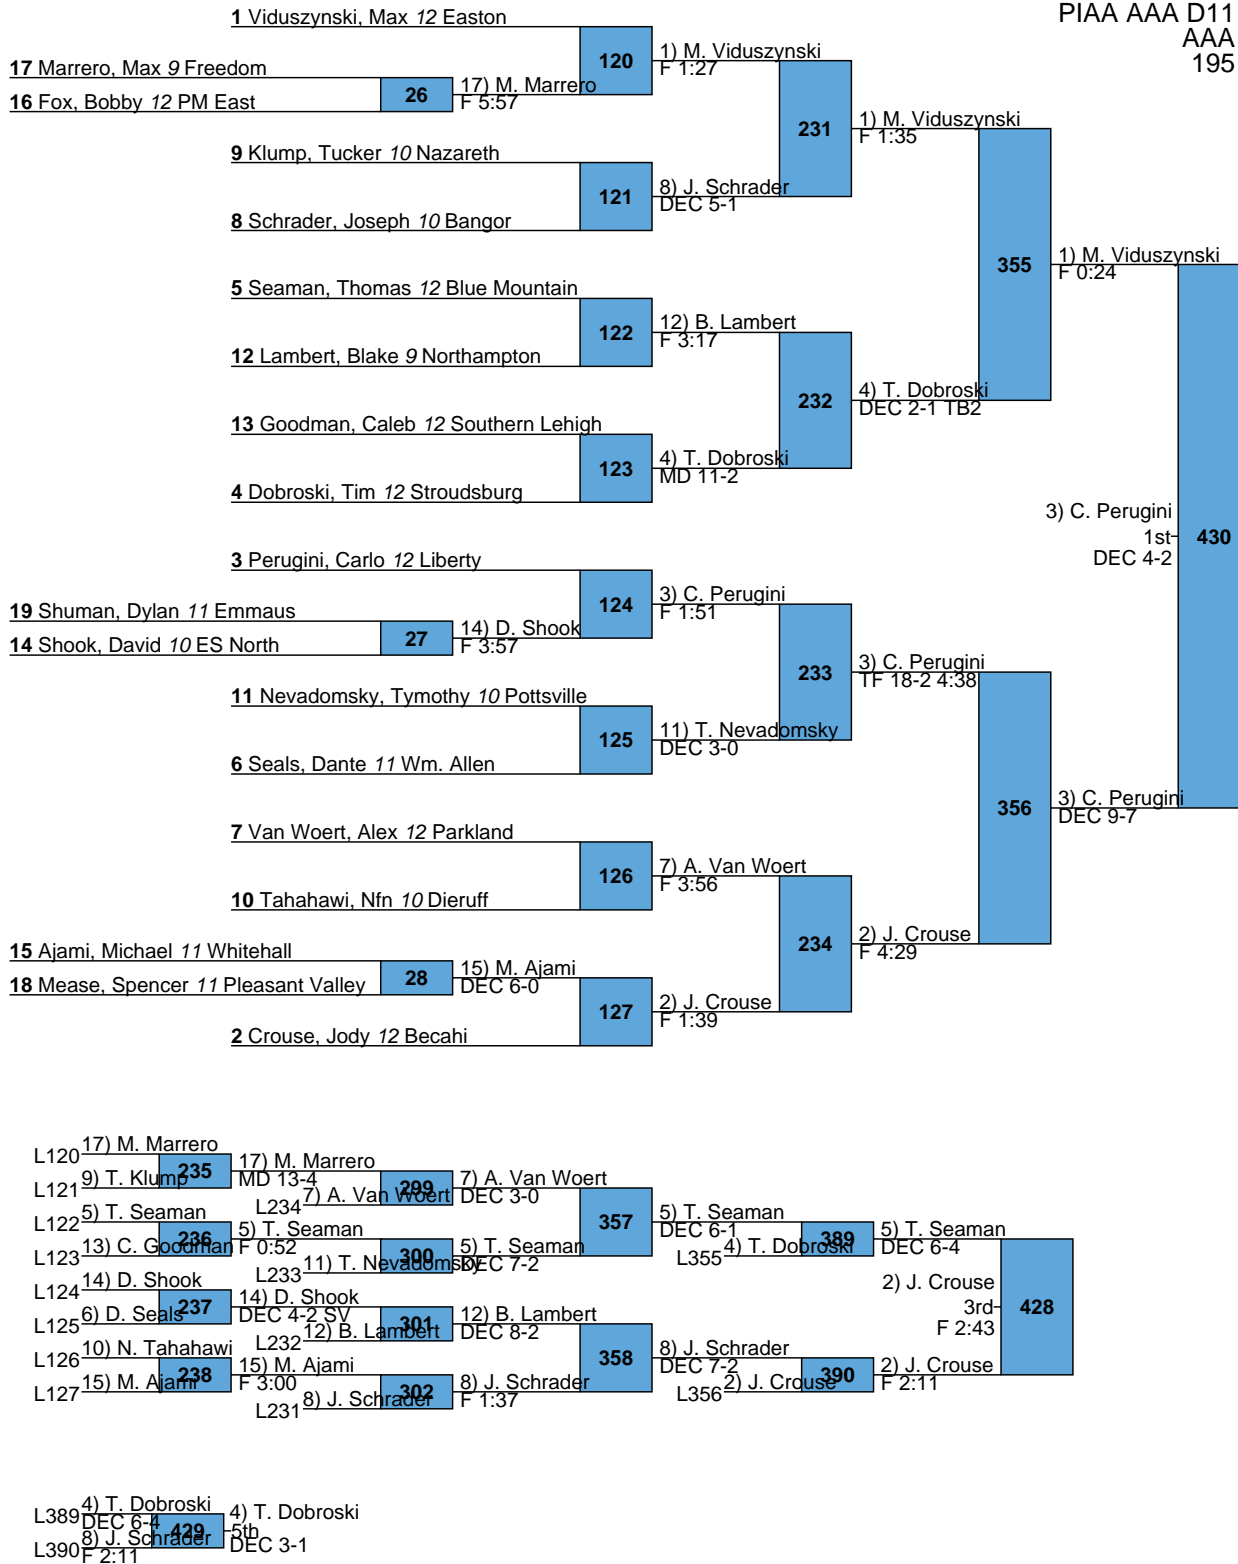 PIAA AAA D11
AAA
195
1 Viduszynski, Max 12 Easton
17 Marrero, Max 9 Freedom
16 Fox, Bobby 12 PM East
26
17) M. Marrero
F 5:57
120
1) M. Viduszynski
F 1:27
9 Klump, Tucker 10 Nazareth
8 Schrader, Joseph 10 Bangor
121
8) J. Schrader
DEC 5-1
231
1) M. Viduszynski
F 1:35
5 Seaman, Thomas 12 Blue Mountain
12 Lambert, Blake 9 Northampton
122
12) B. Lambert
F 3:17
13 Goodman, Caleb 12 Southern Lehigh
4 Dobroski, Tim 12 Stroudsburg
123
4) T. Dobroski
MD 11-2
232
4) T. Dobroski
DEC 2-1 TB2
355
1) M. Viduszynski
F 0:24
3 Perugini, Carlo 12 Liberty
19 Shuman, Dylan 11 Emmaus
14 Shook, David 10 ES North
27
14) D. Shook
F 3:57
124
3) C. Perugini
F 1:51
11 Nevadomsky, Tymothy 10 Pottsville
6 Seals, Dante 11 Wm. Allen
125
11) T. Nevadomsky
DEC 3-0
233
3) C. Perugini
TF 18-2 4:38
7 Van Woert, Alex 12 Parkland
10 Tahahawi, Nfn 10 Dieruff
126
7) A. Van Woert
F 3:56
15 Ajami, Michael 11 Whitehall
18 Mease, Spencer 11 Pleasant Valley
28
15) M. Ajami
DEC 6-0
2 Crouse, Jody 12 Becahi
127
2) J. Crouse
F 1:39
234
2) J. Crouse
F 4:29
356
3) C. Perugini
DEC 9-7
3) C. Perugini
1st
DEC 4-2
430
L120 17) M. Marrero
L121 9) T. Klump
235
17) M. Marrero
MD 13-4
L234 7) A. Van Woert
299
7) A. Van Woert
DEC 3-0
L122 5) T. Seaman
L123 13) C. Goodman
236
5) T. Seaman
F 0:52
L233 11) T. Nevadomsky
300
5) T. Seaman
DEC 7-2
357
5) T. Seaman
DEC 6-1
L355 4) T. Dobroski
389
5) T. Seaman
DEC 6-4
L124 14) D. Shook
L125 6) D. Seals
237
14) D. Shook
DEC 4-2 SV
L232 12) B. Lambert
301
12) B. Lambert
DEC 8-2
L126 10) N. Tahahawi
L127 15) M. Ajami
238
15) M. Ajami
F 3:00
L231 8) J. Schrader
302
8) J. Schrader
F 1:37
358
8) J. Schrader
DEC 7-2
L356 2) J. Crouse
390
2) J. Crouse
F 2:11
2) J. Crouse
3rd
F 2:43
428
L389 4) T. Dobroski
DEC 6-4
L390 8) J. Schrader
F 2:11
429
4) T. Dobroski
5th
DEC 3-1